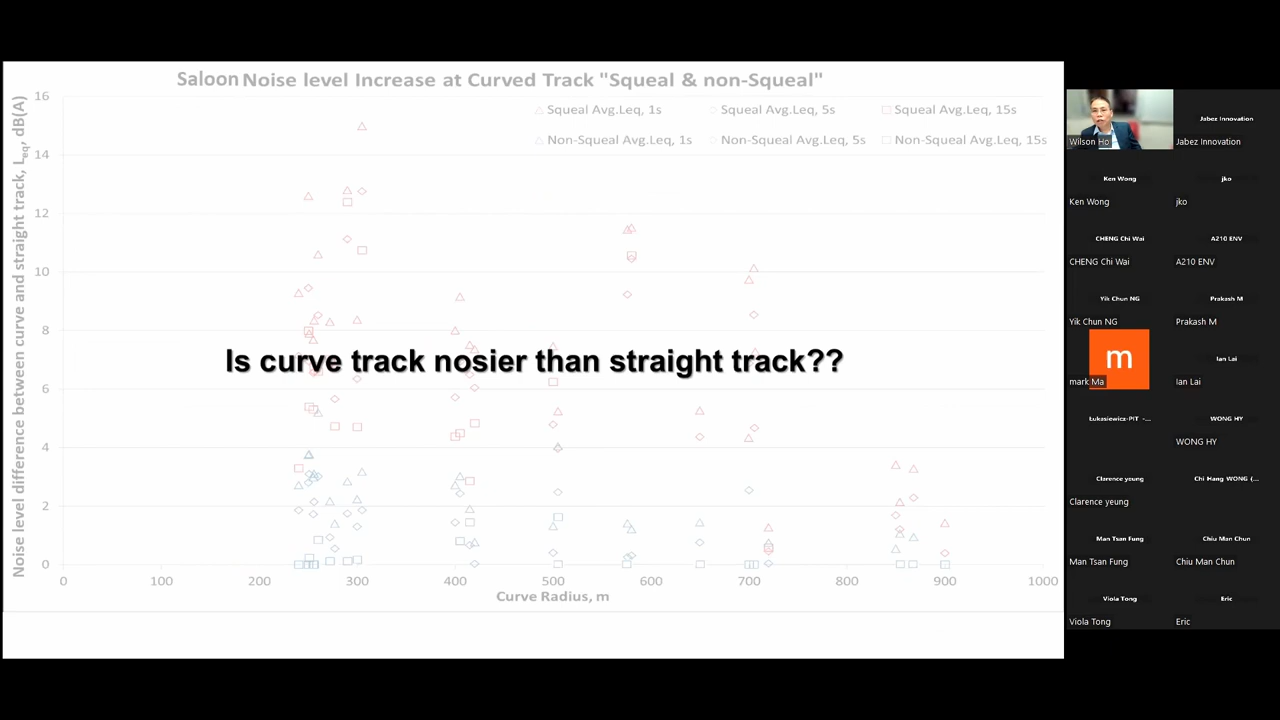 Saloon Noise level Increase at Curved Track "Squeal & non-Squeal"
Noise level difference between curve and straight track, Leq, dB(A)
16
14
12
10
8
6
4
2
0
Squeal Avg.Leq, 1s
Squeal Avg.Leq, 5s
Squeal Avg.Leq, 15s
Non-Squeal Avg.Leq, 1s
Non-Squeal Avg.Leq, 5s
Non-Squeal Avg.Leq, 15s
Is curve track nosier than straight track??
0 100 200 300 400 500 600 700 800 900 1000
Curve Radius, m
Wilson Ho
Jabez Innovation
Jabez Innovation
Ken Wong
Ken Wong
jko
jko
CHENG Chi Wai
CHENG Chi Wai
A210 ENV
A210 ENV
Yik Chun NG
Yik Chun NG
Prakash M
Prakash M
m
mark Ma
Ian Lai
Ian Lai
Łukasiewicz-PIT -...
WONG HY
WONG HY
Clarence yeung
Clarence yeung
Chi Hang WONG (...
Man Tsan Fung
Man Tsan Fung
Chiu Man Chun
Chiu Man Chun
Viola Tong
Viola Tong
Eric
Eric